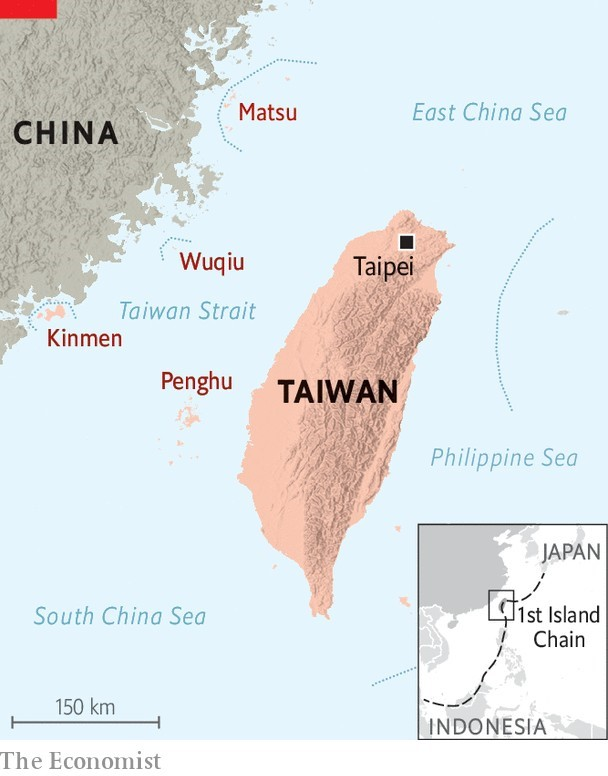 Matsu
East China Sea
CHINA
Wuqiu
Taipei
Taiwan Strait
Kinmen
Penghu
TAIWAN
Philippine Sea
South China Sea
JAPAN
1st Island
Chain
INDONESIA
150 km
The Economist